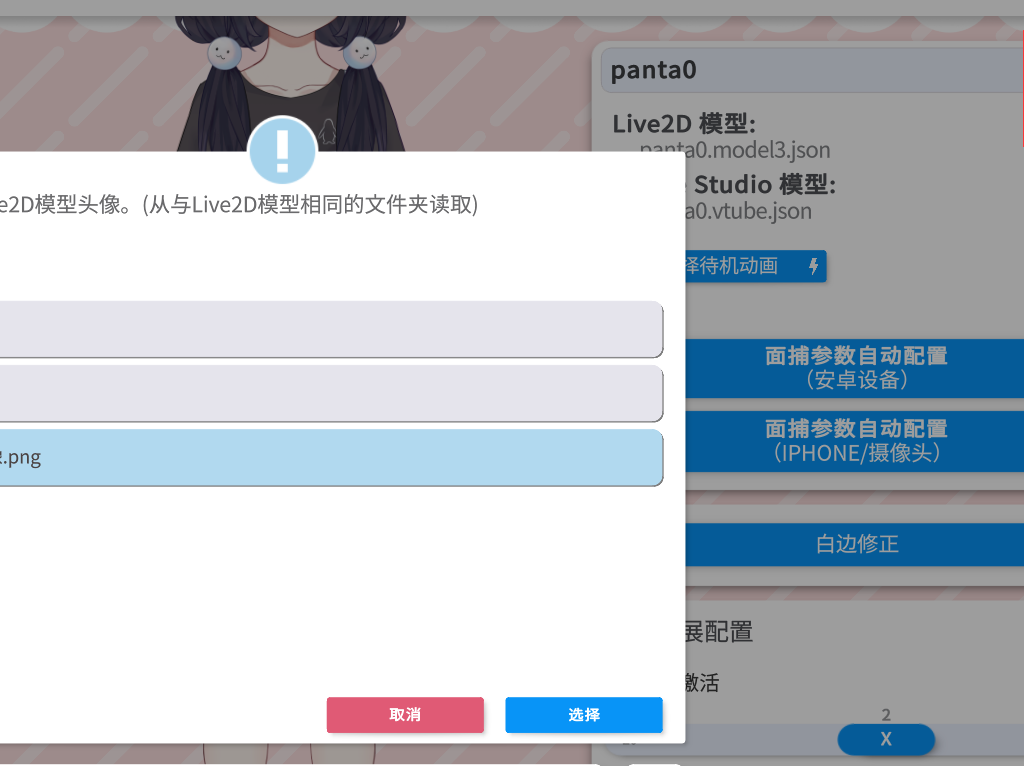 panta0
Live2D 模型:
panta0.model3.json
Studio 模型:
a0.vtube.json
e2D模型头像。(从与Live2D模型相同的文件夹读取)
择待机动画
面捕参数自动配置
(安卓设备)
面捕参数自动配置
(IPHONE/摄像头)
.png
白边修正
展配置
激活
取消
选择
2
X